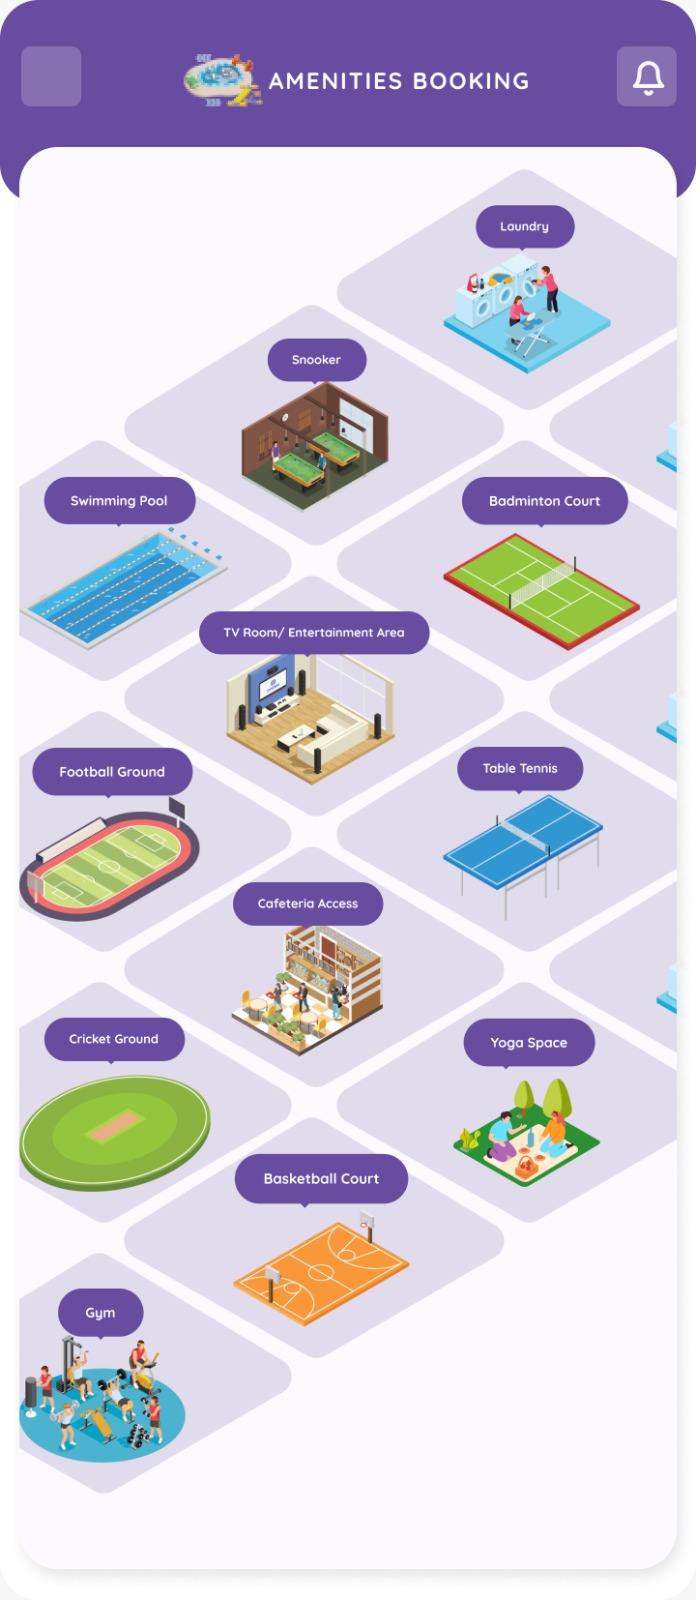 AMENITIES BOOKING
Laundry
Snooker
Swimming Pool
Badminton Court
TV Room/ Entertainment Area
Football Ground
Table Tennis
Cafeteria Access
Cricket Ground
Yoga Space
Basketball Court
Gym